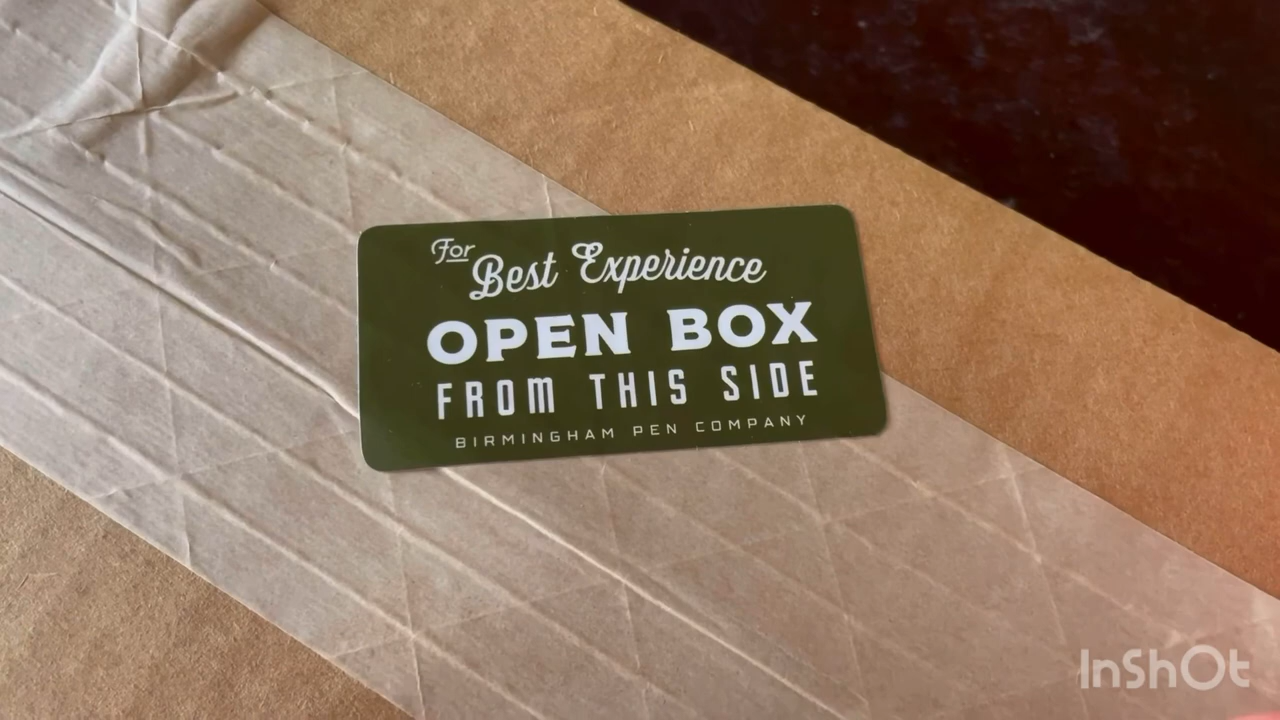 For
Best Experience
OPEN BOX
FROM THIS SIDE
BIRMINGHAM PEN COMPANY
InShOt